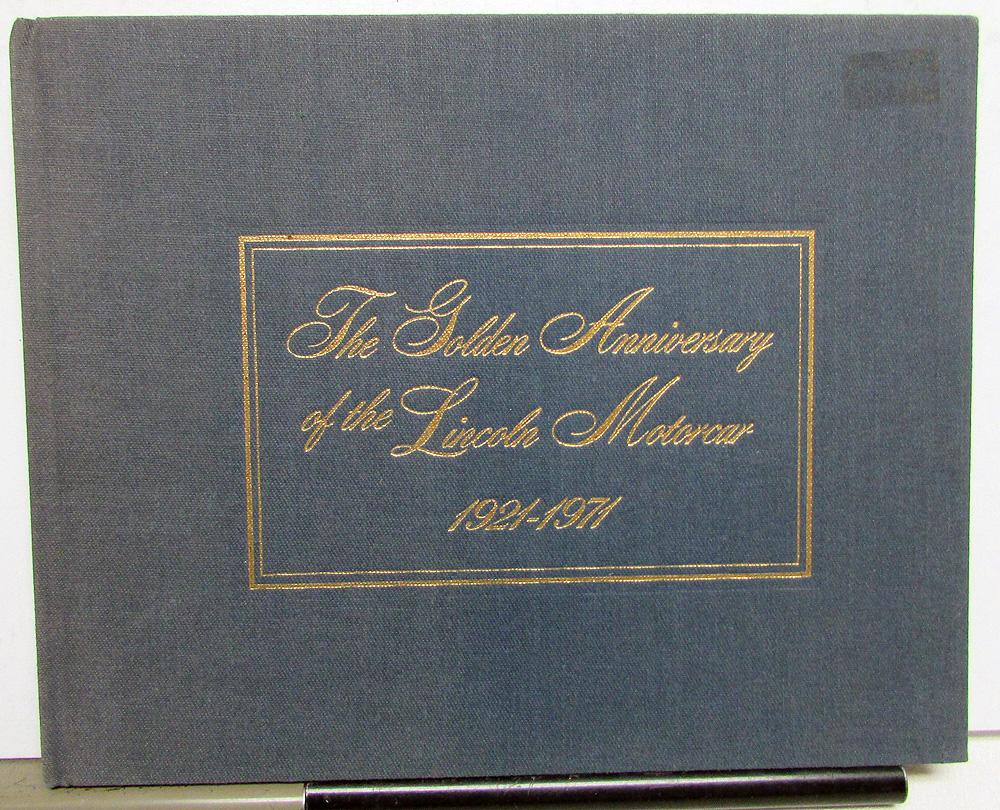 The Golden Anniversary
of the Lincoln Motorcar
1921-1971